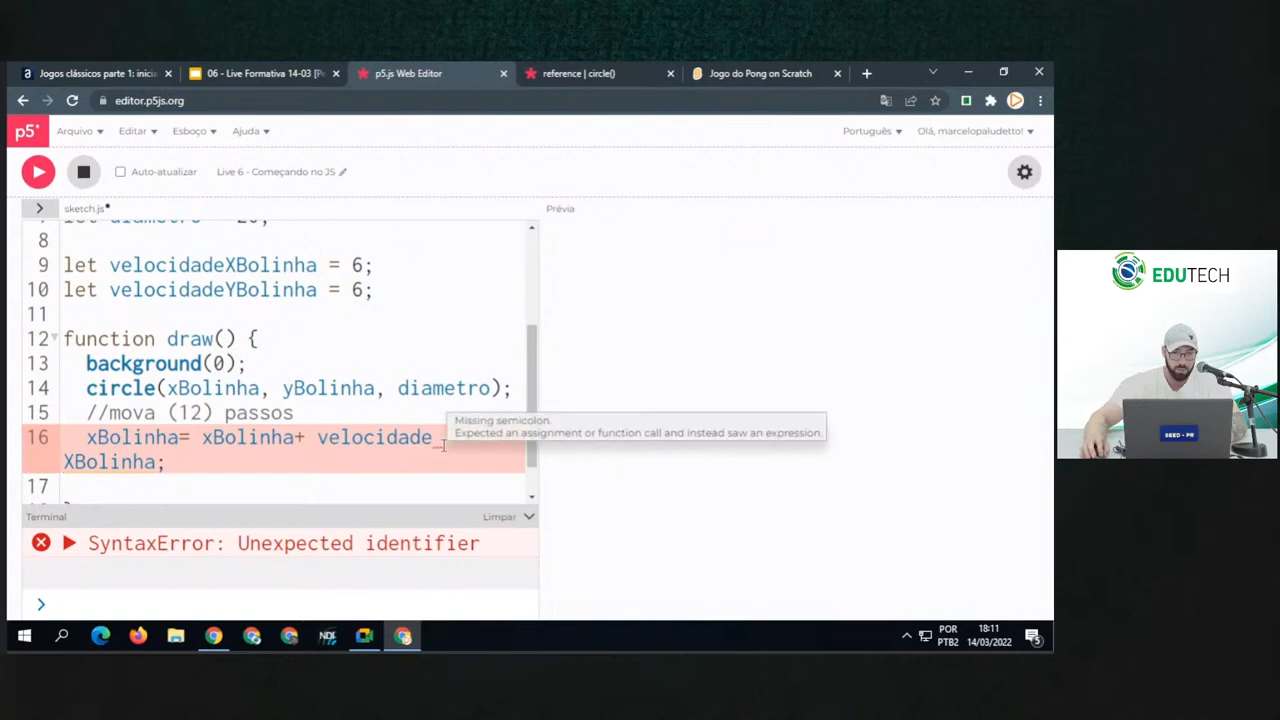 Jogos clássicos parte 1: inicia
06 - Live Formativa 14-03 [Pe
p5.js Web Editor
reference | circle()
Jogo do Pong on Scratch
editor.p5js.org
p5*
Arquivo
Editar
Esboço
Ajuda
Português
Olá, marcelopaludetto!
Auto-atualizar
Live 6 - Começando no JS
sketch.js
Prévia
8
9 let velocidadeXBolinha = 6;
10 let velocidadeYBolinha = 6;
11
12 function draw() {
13 background(0);
14 circle(xBolinha, yBolinha, diametro);
15 //mova (12) passos
16 xBolinha= xBolinha+ velocidade
XBolinha;
17
Missing semicolon.
Expected an assignment or function call and instead saw an expression.
Terminal
Limpar
SyntaxError: Unexpected identifier
>
NDI
POR
PTB2
18:11
14/03/2022
5
EDUTECH
SEED - PR